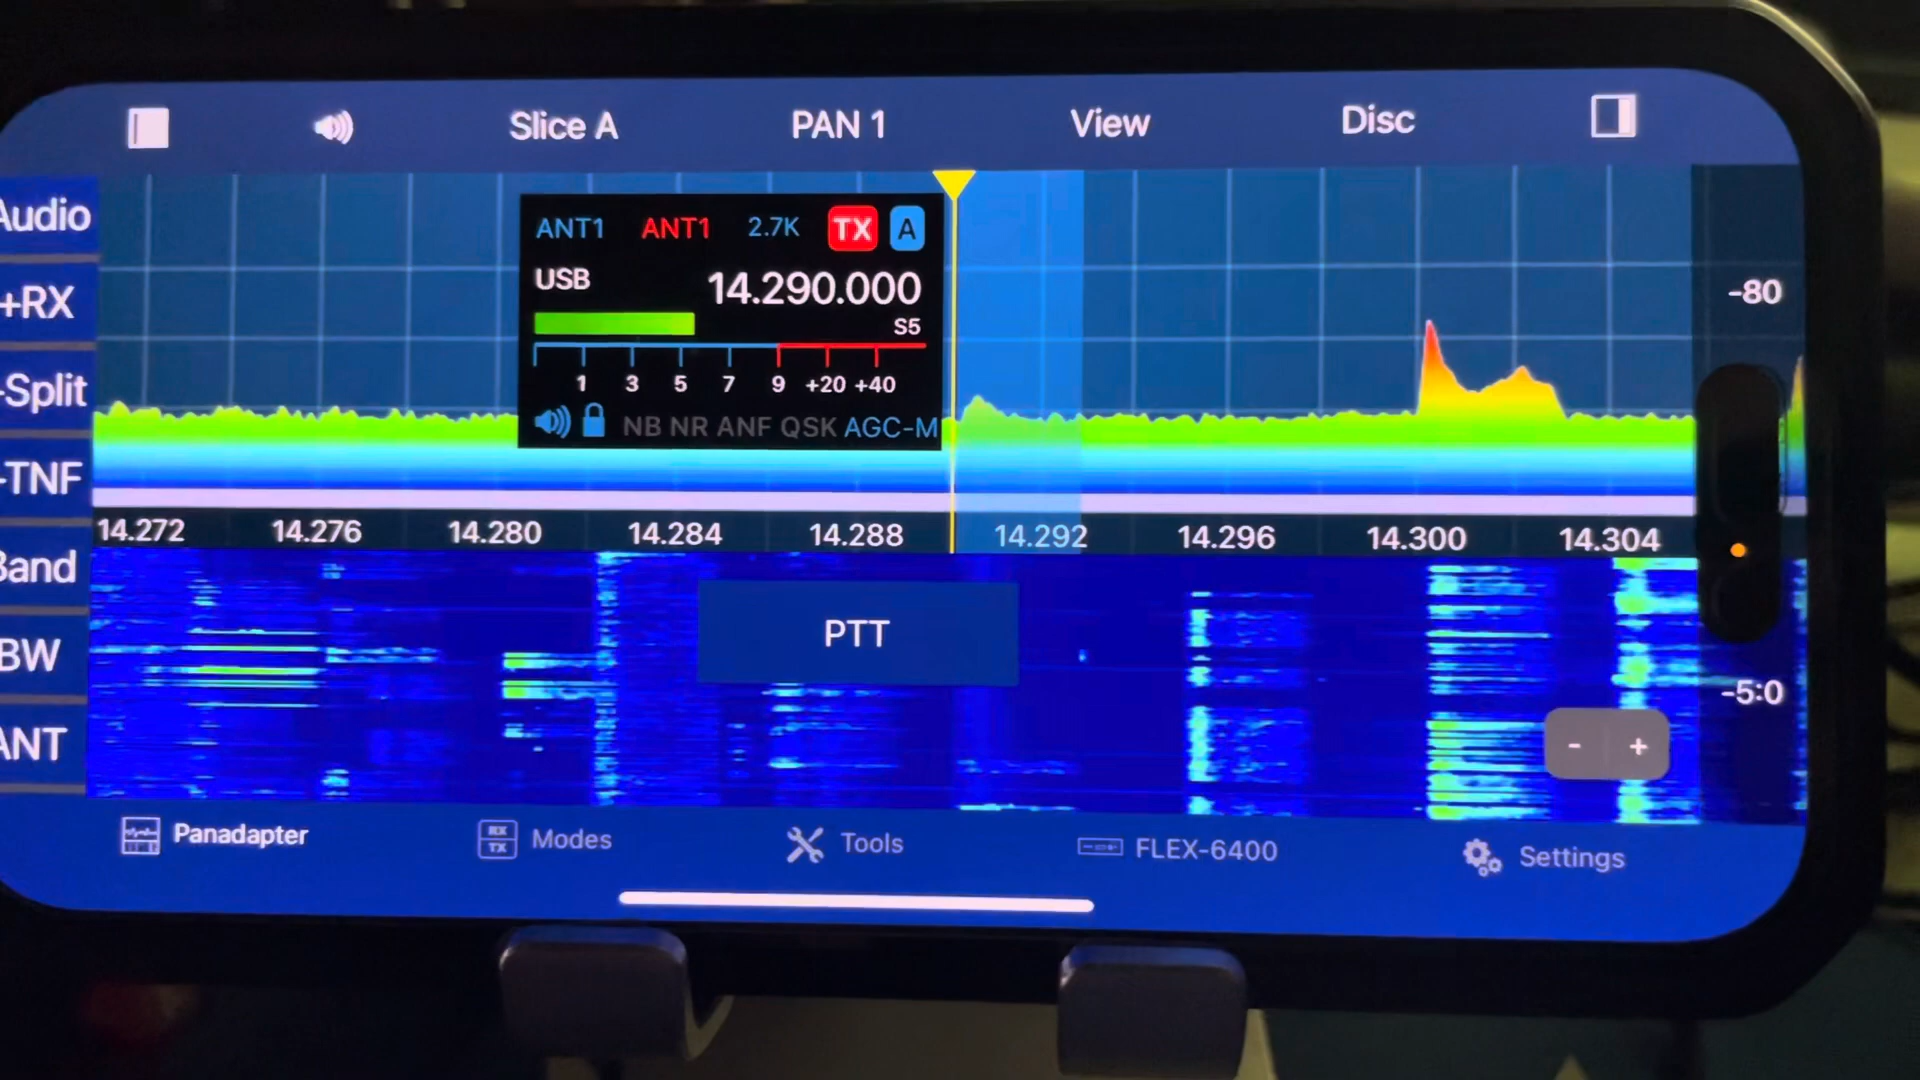 Slice A PAN 1 View Disc
Audio
+RX
-Split
-TNF
Band
BW
ANT
ANT1 ANT1 2.7K TX A
USB 14.290.000
S5
1 3 5 7 9 +20 +40
NB NR ANF QSK AGC-M
-80
14.272 14.276 14.280 14.284 14.288 14.292 14.296 14.300 14.304
PTT
-5:0
- +
Panadapter RX TX Modes Tools FLEX-6400 Settings